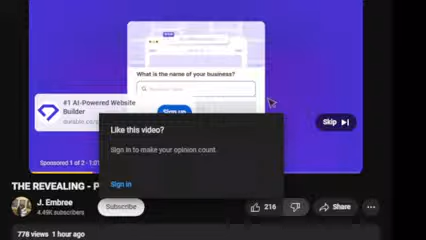 What is the name of your business?
#1 AI-Powered Website
Builder
Sign up
Skip
Like this video?
Sign in to make your opinion count.
Sign in
Sponsored 1 of 2 · 1:0
THE REVEALING - P
J. Embree
4.49K subscribers
Subscribe
216
Share
778 views 1 hour ago